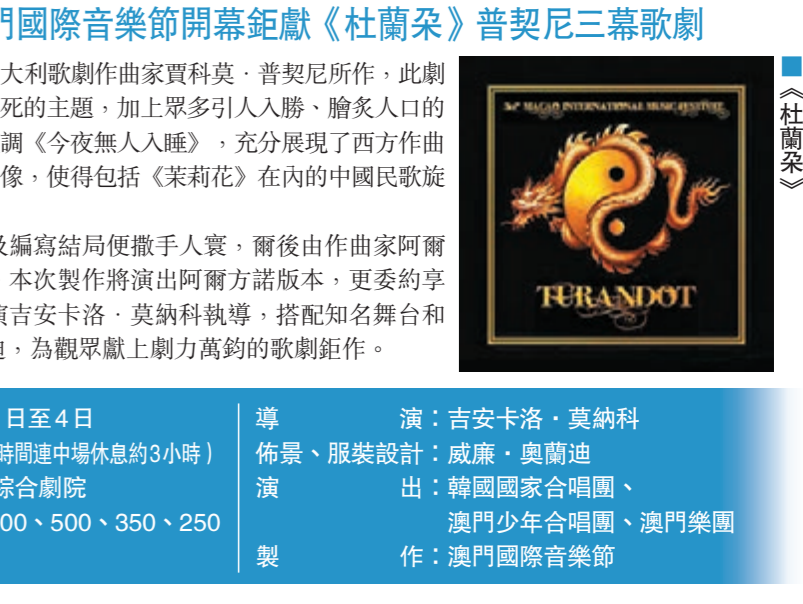 門國際音樂節開幕鉅獻《杜蘭朶》普契尼三幕歌劇
大利歌劇作曲家賈科莫．普契尼所作，此劇
死的主題，加上眾多引人入勝、膾炙人口的
調《今夜無人入睡》，充分展現了西方作曲
像，使得包括《茉莉花》在內的中國民歌旋
及編寫結局便撒手人寰，爾後由作曲家阿爾
本次製作將演出阿爾方諾版本，更委約享
演吉安卡洛．莫納科執導，搭配知名舞台和
，為觀眾獻上劇力萬鈞的歌劇鉅作。
MACAO INTERNATIONAL MUSIC FESTIVAL
TURANDOT
《杜蘭朶》
日至4日
時間連中場休息約3小時）
綜合劇院
00、500、350、250
導　　　　演：吉安卡洛．莫納科
佈景、服裝設計：威廉．奧蘭迪
演　　　　出：韓國國家合唱團、
澳門少年合唱團、澳門樂團
製　　　　作：澳門國際音樂節